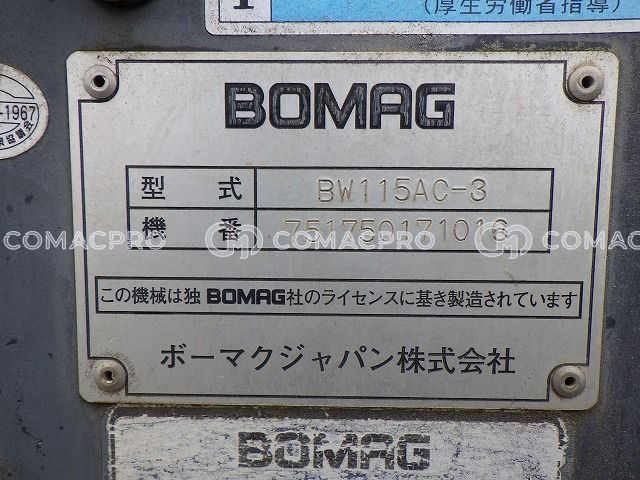 (厚生労働省指導)
-1967
BOMAG
型 式 BW115AC-3
機 番 751750171016
COMACPRO COMACPRO COMACPRO
この機械は独 BOMAG社のライセンスに基き製造されています
ボーマクジャパン株式会社
BOMAG